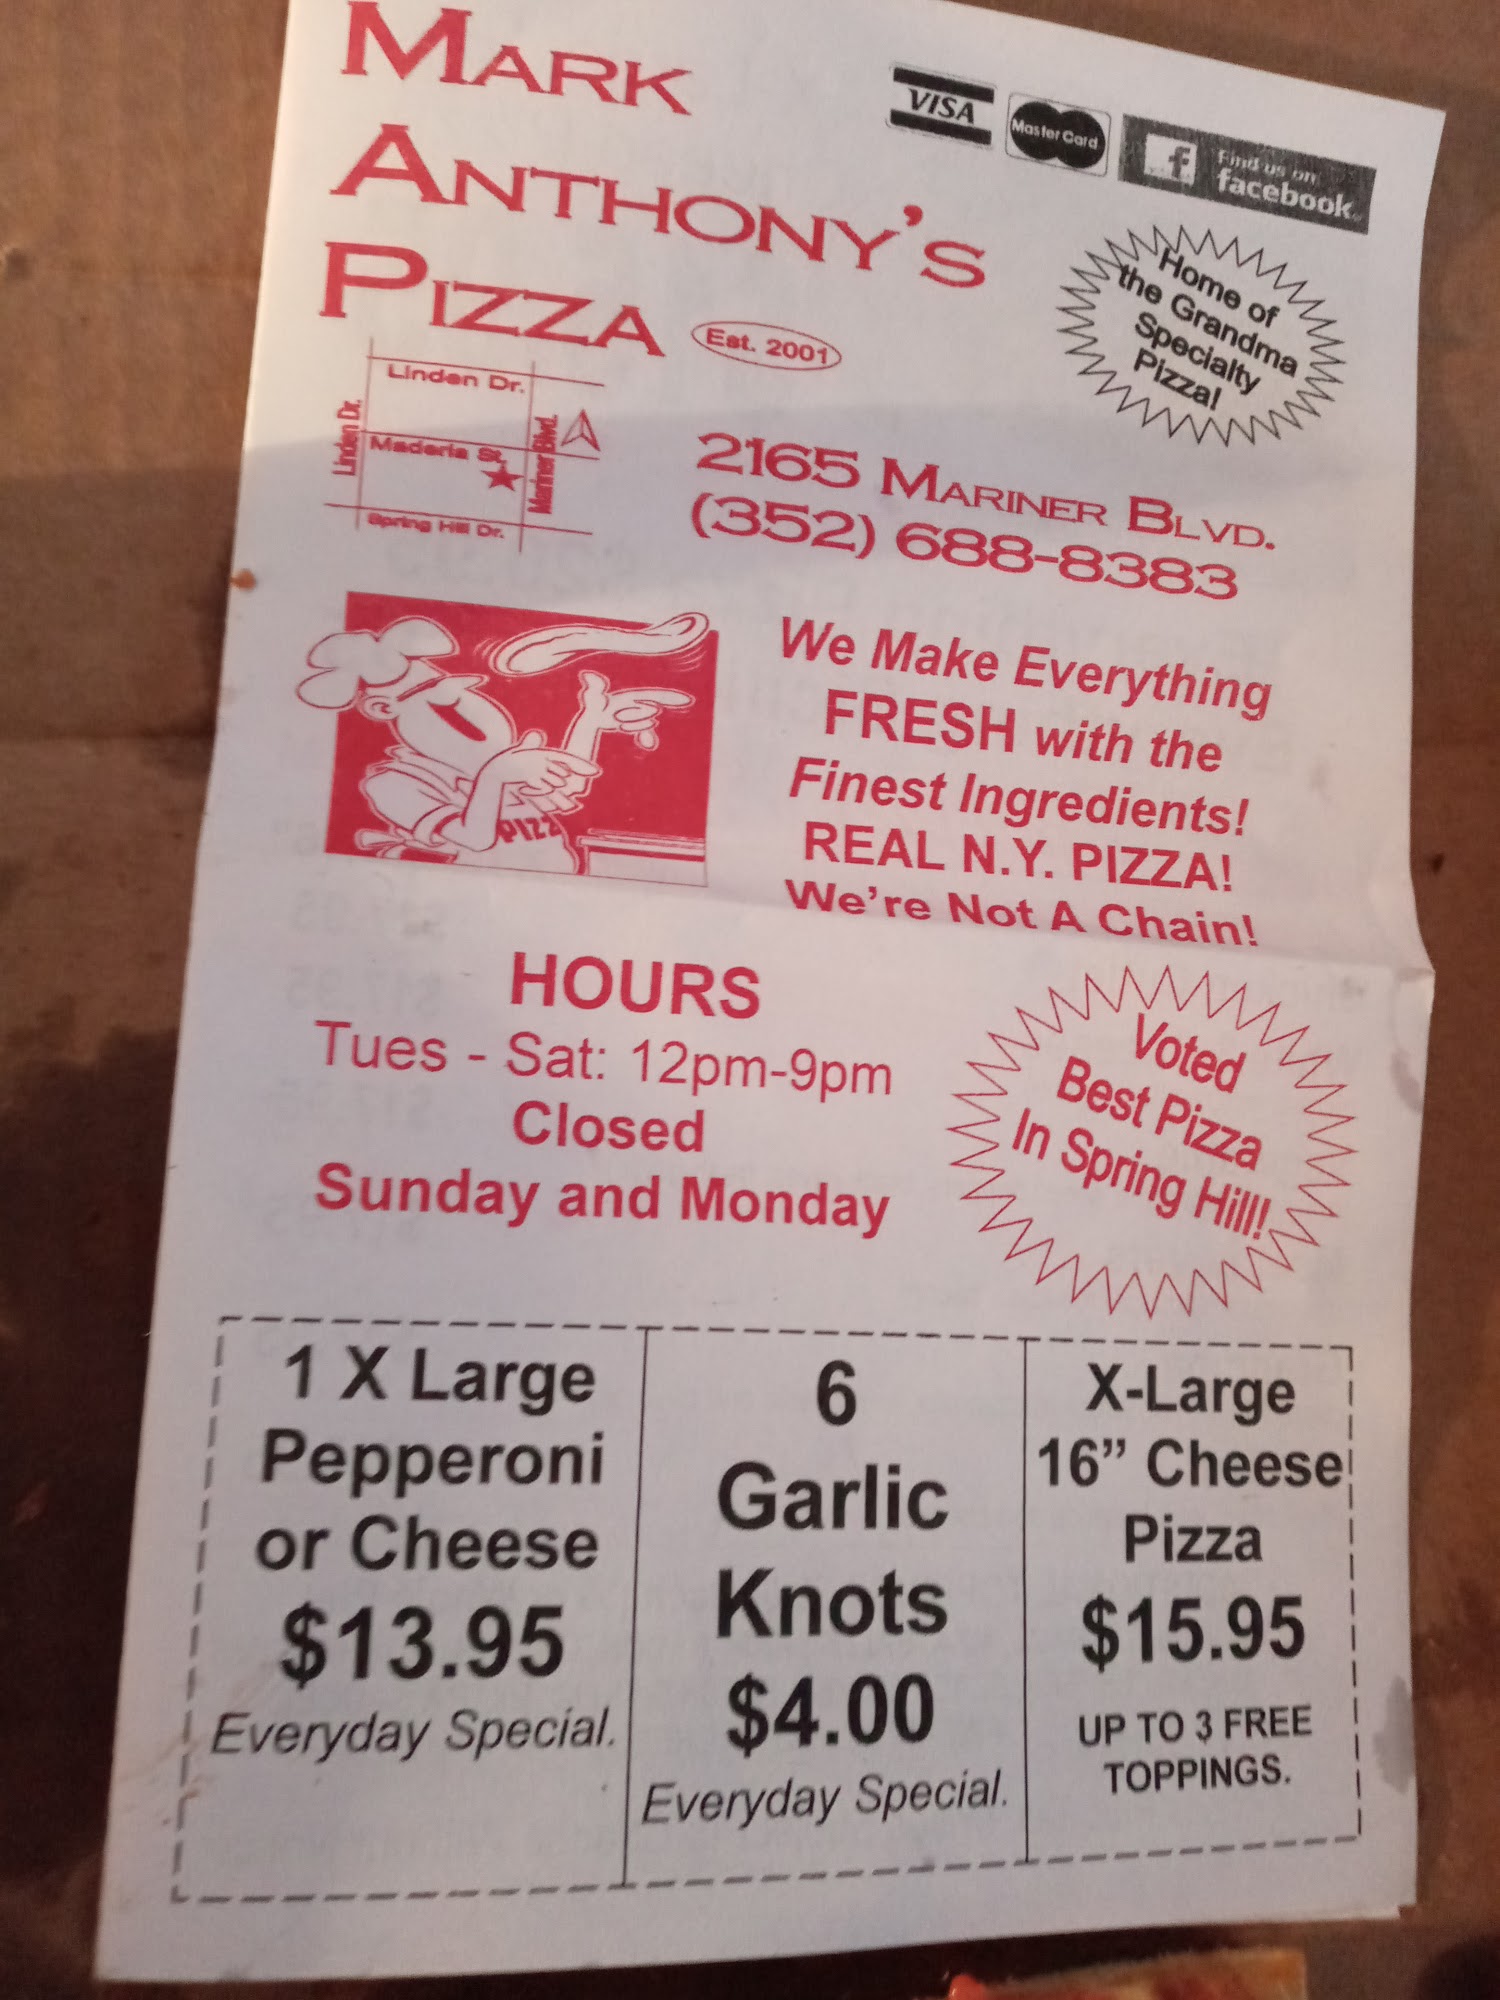 MARK
ANTHONY'S
PIZZA
Est. 2001
VISA
MasterCard
f Find us on
facebook
Home of
the Grandma
Specialty
Pizza!
Linden Dr.
Linden Dr.
Maderia St.
Mariner Blvd.
Spring Hill Dr.
2165 MARINER BLVD.
(352) 688-8383
PIZZ
We Make Everything
FRESH with the
Finest Ingredients!
REAL N.Y. PIZZA!
We're Not A Chain!
HOURS
Tues - Sat: 12pm-9pm
Closed
Sunday and Monday
Voted
Best Pizza
In Spring Hill!
1 X Large
Pepperoni
or Cheese
$13.95
Everyday Special.
6
Garlic
Knots
$4.00
Everyday Special.
X-Large
16" Cheese
Pizza
$15.95
UP TO 3 FREE
TOPPINGS.